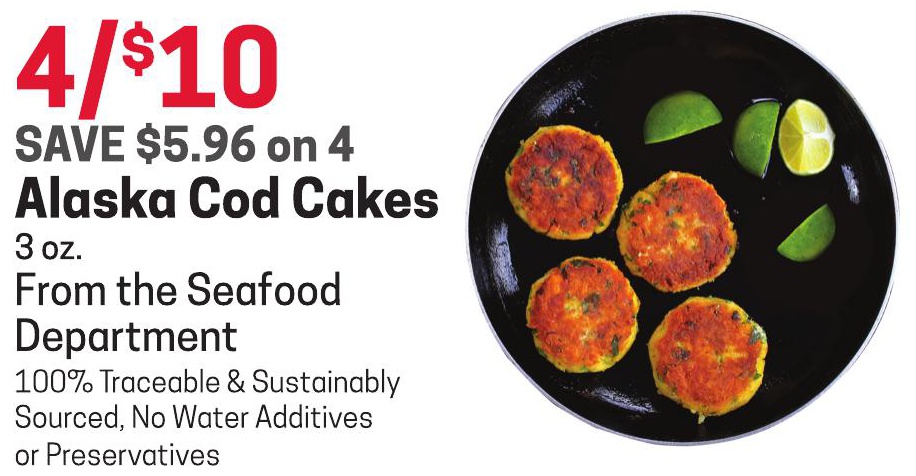 4/$10
SAVE $5.96 on 4
Alaska Cod Cakes
3 oz.
From the Seafood
Department
100% Traceable & Sustainably
Sourced, No Water Additives
or Preservatives